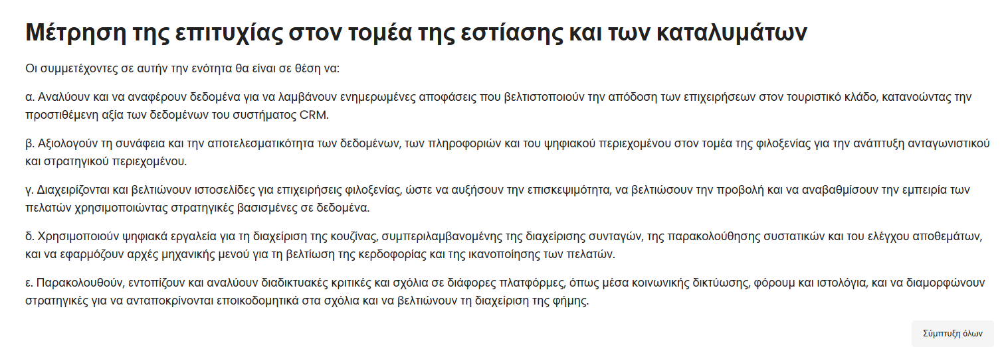 Μέτρηση της επιτυχίας στον τομέα της εστίασης και των καταλυμάτων
Οι συμμετέχοντες σε αυτήν την ενότητα θα είναι σε θέση να:
α. Αναλύουν και να αναφέρουν δεδομένα για να λαμβάνουν ενημερωμένες αποφάσεις που βελτιστοποιούν την απόδοση των επιχειρήσεων στον τουριστικό κλάδο, κατανοώντας την
προστιθέμενη αξία των δεδομένων του συστήματος CRM.
β. Αξιολογούν τη συνάφεια και την αποτελεσματικότητα των δεδομένων, των πληροφοριών και του ψηφιακού περιεχομένου στον τομέα της φιλοξενίας για την ανάπτυξη ανταγωνιστικού
και στρατηγικού περιεχομένου.
γ. Διαχειρίζονται και βελτιώνουν ιστοσελίδες για επιχειρήσεις φιλοξενίας, ώστε να αυξήσουν την επισκεψιμότητα, να βελτιώσουν την προβολή και να αναβαθμίσουν την εμπειρία των
πελατών χρησιμοποιώντας στρατηγικές βασισμένες σε δεδομένα.
δ. Χρησιμοποιούν ψηφιακά εργαλεία για τη διαχείριση της κουζίνας, συμπεριλαμβανομένης της διαχείρισης συνταγών, της παρακολούθησης συστατικών και του ελέγχου αποθεμάτων,
και να εφαρμόζουν αρχές μηχανικής μενού για τη βελτίωση της κερδοφορίας και της ικανοποίησης των πελατών.
ε. Παρακολουθούν, εντοπίζουν και αναλύουν διαδικτυακές κριτικές και σχόλια σε διάφορες πλατφόρμες, όπως μέσα κοινωνικής δικτύωσης, φόρουμ και ιστολόγια, και να διαμορφώνουν
στρατηγικές για να ανταποκρίνονται εποικοδομητικά στα σχόλια και να βελτιώνουν τη διαχείριση της φήμης.
Σύμπτυξη όλων